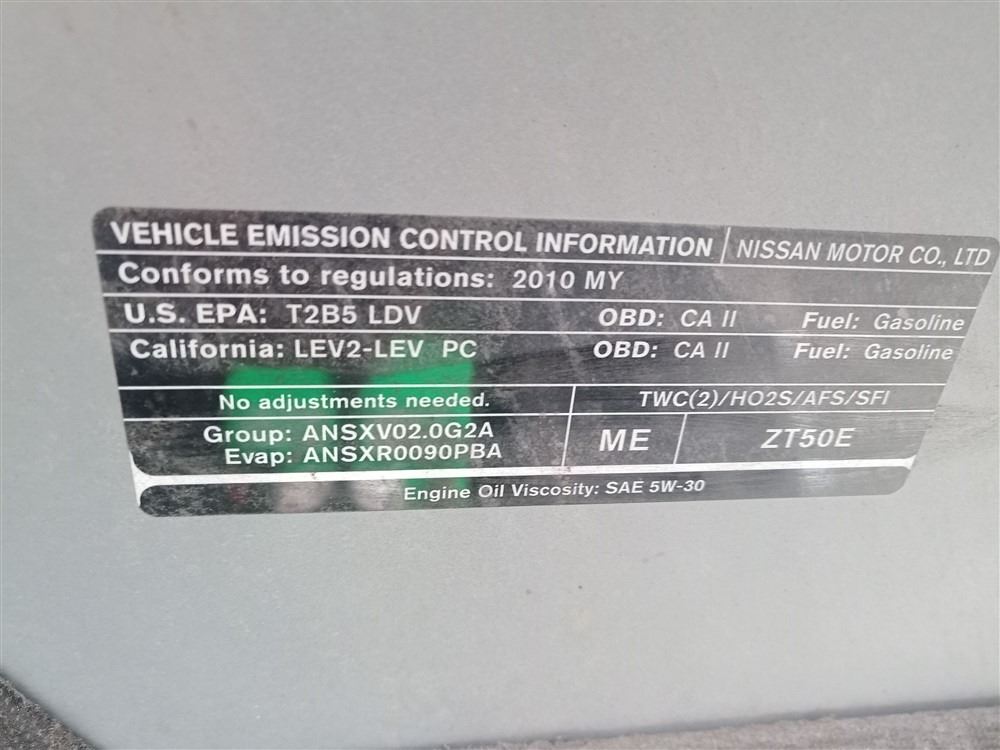 VEHICLE EMISSION CONTROL INFORMATION | NISSAN MOTOR CO., LTD
Conforms to regulations: 2010 MY
U.S. EPA: T2B5 LDV OBD: CA II Fuel: Gasoline
California: LEV2-LEV PC OBD: CA II Fuel: Gasoline
No adjustments needed. TWC(2)/HO2S/AFS/SFI
Group: ANSXV02.0G2A
Evap: ANSXR0090PBA
ME ZT50E
Engine Oil Viscosity: SAE 5W-30